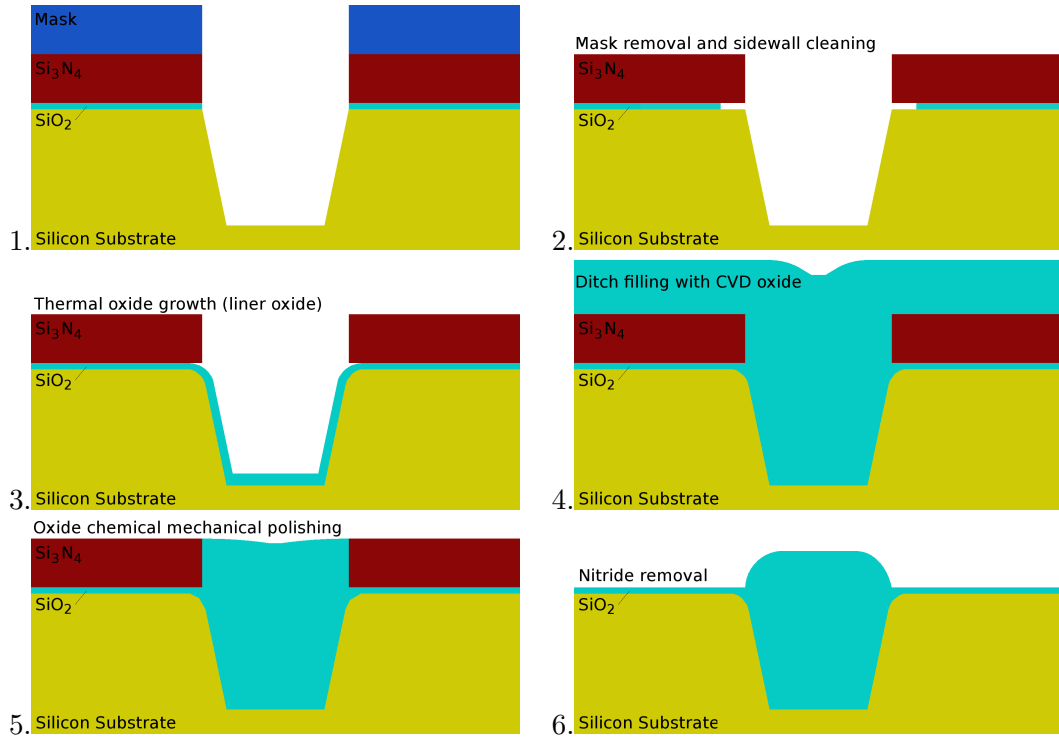 Mask
Si₃N₄
SiO₂
1. Silicon Substrate
Mask removal and sidewall cleaning
Si₃N₄
SiO₂
2. Silicon Substrate
Thermal oxide growth (liner oxide)
Si₃N₄
SiO₂
3. Silicon Substrate
Ditch filling with CVD oxide
Si₃N₄
SiO₂
4. Silicon Substrate
Oxide chemical mechanical polishing
Si₃N₄
SiO₂
5. Silicon Substrate
Nitride removal
SiO₂
6. Silicon Substrate